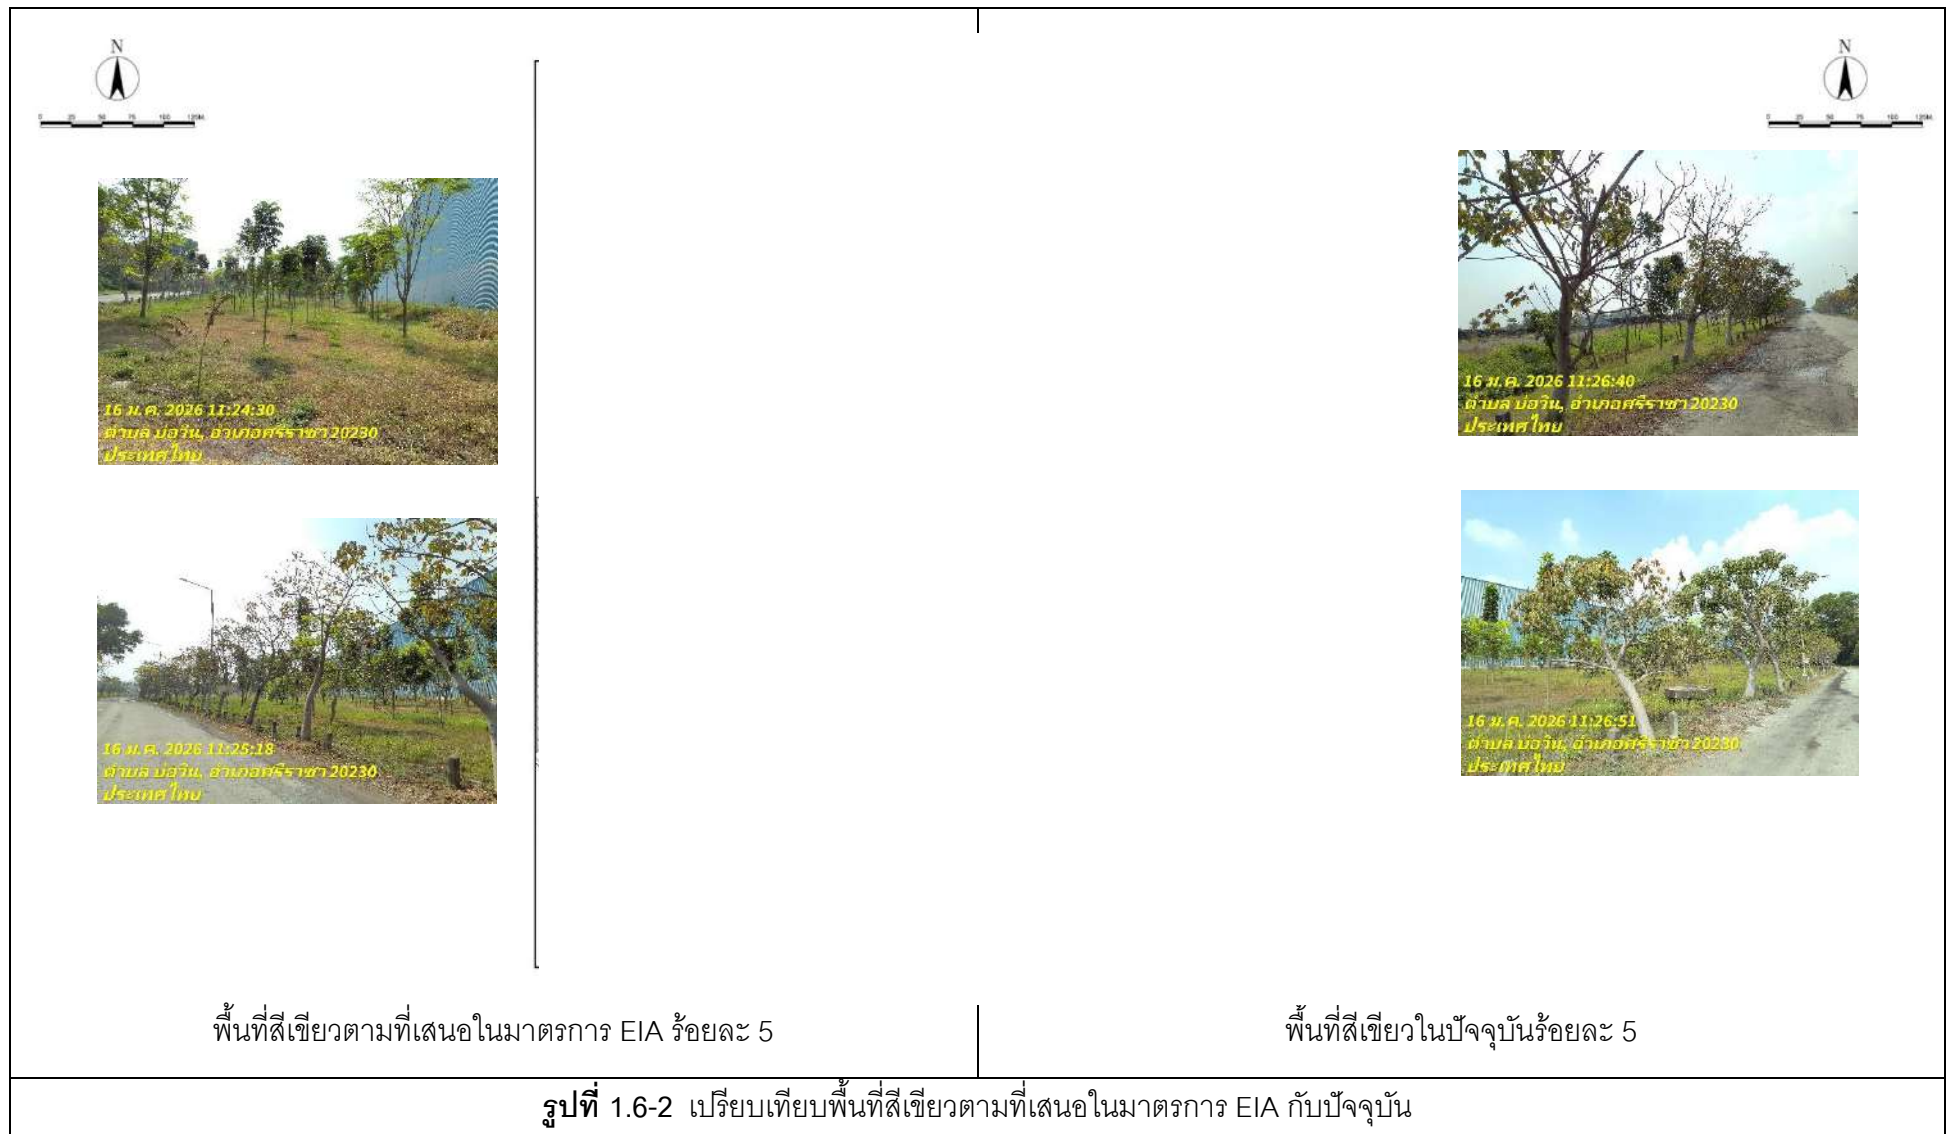 N
N
0 25 50 75 100 125M.
0 25 50 75 100 125M.
16 ม.ค. 2026 11:24:30
ตำบล บ่อวิน, อำเภอศรีราชา 20230
ประเทศไทย
16 ม.ค. 2026 11:26:40
ตำบล บ่อวิน, อำเภอศรีราชา 20230
ประเทศไทย
16 ม.ค. 2026 11:25:18
ตำบล บ่อวิน, อำเภอศรีราชา 20230
ประเทศไทย
16 ม.ค. 2026 11:26:51
ตำบล บ่อวิน, อำเภอศรีราชา 20230
ประเทศไทย
พื้นที่สีเขียวตามที่เสนอในมาตรการ EIA ร้อยละ 5
พื้นที่สีเขียวในปัจจุบันร้อยละ 5
รูปที่ 1.6-2 เปรียบเทียบพื้นที่สีเขียวตามที่เสนอในมาตรการ EIA กับปัจจุบัน